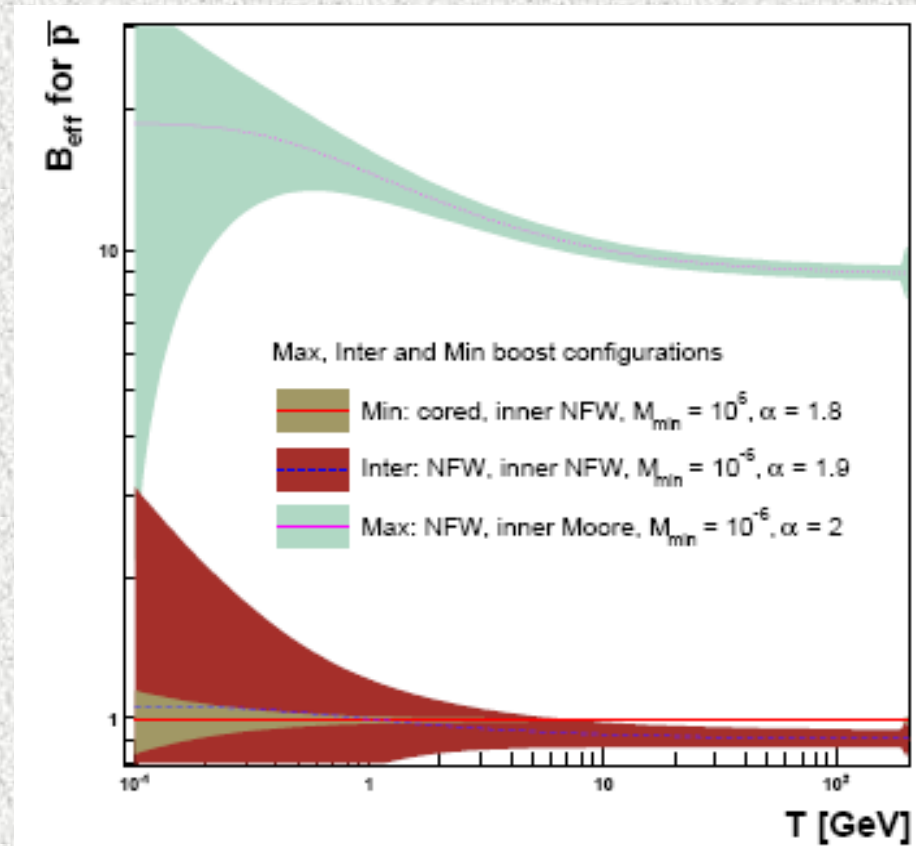 B_eff for p̅
10
1
Max, Inter and Min boost configurations
Min: cored, inner NFW, M_min = 10^6, α = 1.8
Inter: NFW, inner NFW, M_min = 10^-6, α = 1.9
Max: NFW, inner Moore, M_min = 10^-6, α = 2
10^-1 1 10 10^2
T [GeV]